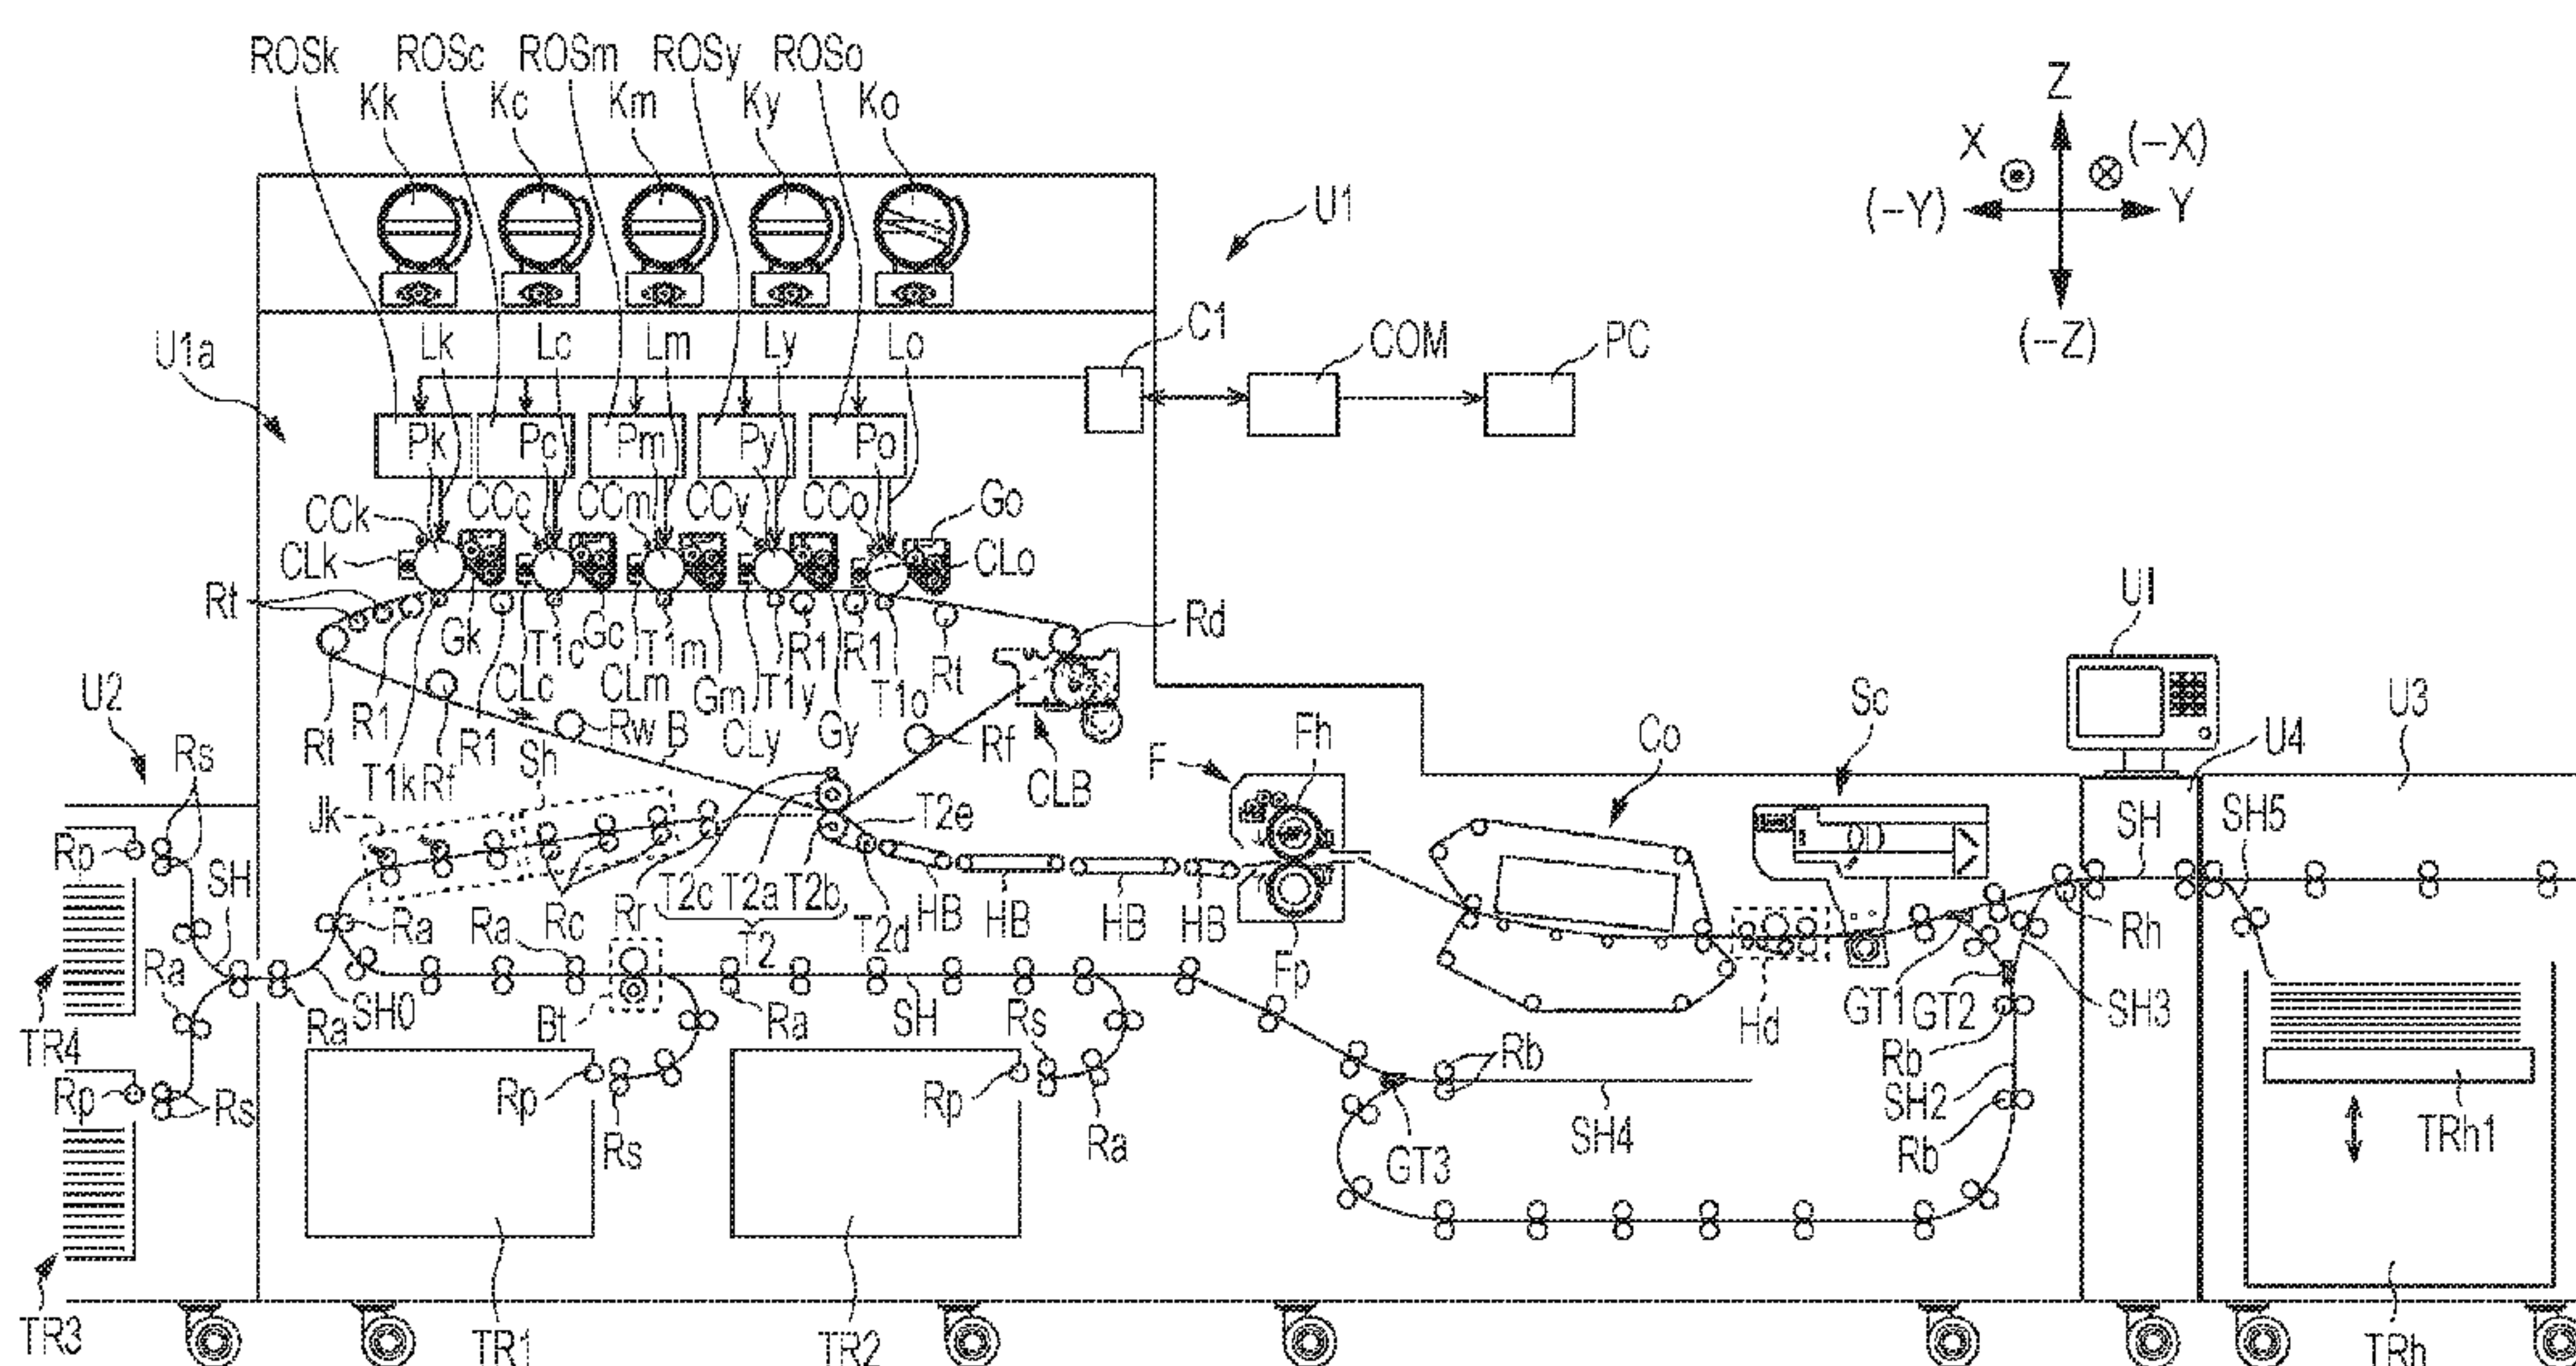 ROSk ROSc ROSm ROSy ROSo
Kk Kc Km Ky Ko
Z
X (-X)
(-Y) Y
(-Z)
U1
U1a
Lk Lc Lm Ly Lo
C1 COM PC
Pk Pc Pm Py Po
CCk CCc CCm CCy CCo Go
CLk CLo
Rt Gk T1c Gc T1m R1 R1 Rd
CLc CLm Gm T1y T1o Rt
UI
U2 Rt R1 R1 Rw B CLy Gy Rf Sc U3
Rs T1k Rf Sh CLB F Fh Co U4
Jk T2e SH SH5
Rp SH T2c T2a T2b HB HB HB HB
Ra Ra Rc Rr T2 T2d Rh
Ra Fp
TR4 Ra SH0 Bt Ra SH Rs Hd GT1 GT2 SH3
Rp Rs Rp Rp Rb Rb
Rs Ra SH4 SH2 TRh1
GT3 Rb
TR3 TR1 TR2 TRh